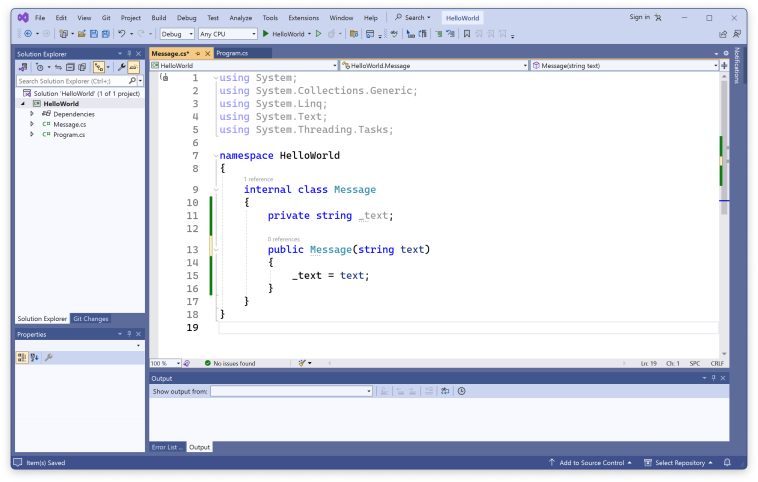 File Edit View Git Project Build Debug Test Analyze Tools Extensions Window Help Search HelloWorld Sign in
Debug Any CPU HelloWorld
Solution Explorer
Search Solution Explorer (Ctrl+;)
Solution 'HelloWorld' (1 of 1 project)
HelloWorld
Dependencies
C# Message.cs
C# Program.cs
Solution Explorer Git Changes
Properties
Message.cs* Program.cs
HelloWorld HelloWorld.Message Message(string text)
1 using System;
2 using System.Collections.Generic;
3 using System.Linq;
4 using System.Text;
5 using System.Threading.Tasks;
6
7 namespace HelloWorld
8 {
1 reference
9 internal class Message
10 {
11 private string _text;
12
0 references
13 public Message(string text)
14 {
15 _text = text;
16 }
17 }
18 }
19
100 % No issues found Ln: 19 Ch: 1 SPC CRLF
Output
Show output from:
Error List ... Output
Notifications
Item(s) Saved Add to Source Control Select Repository